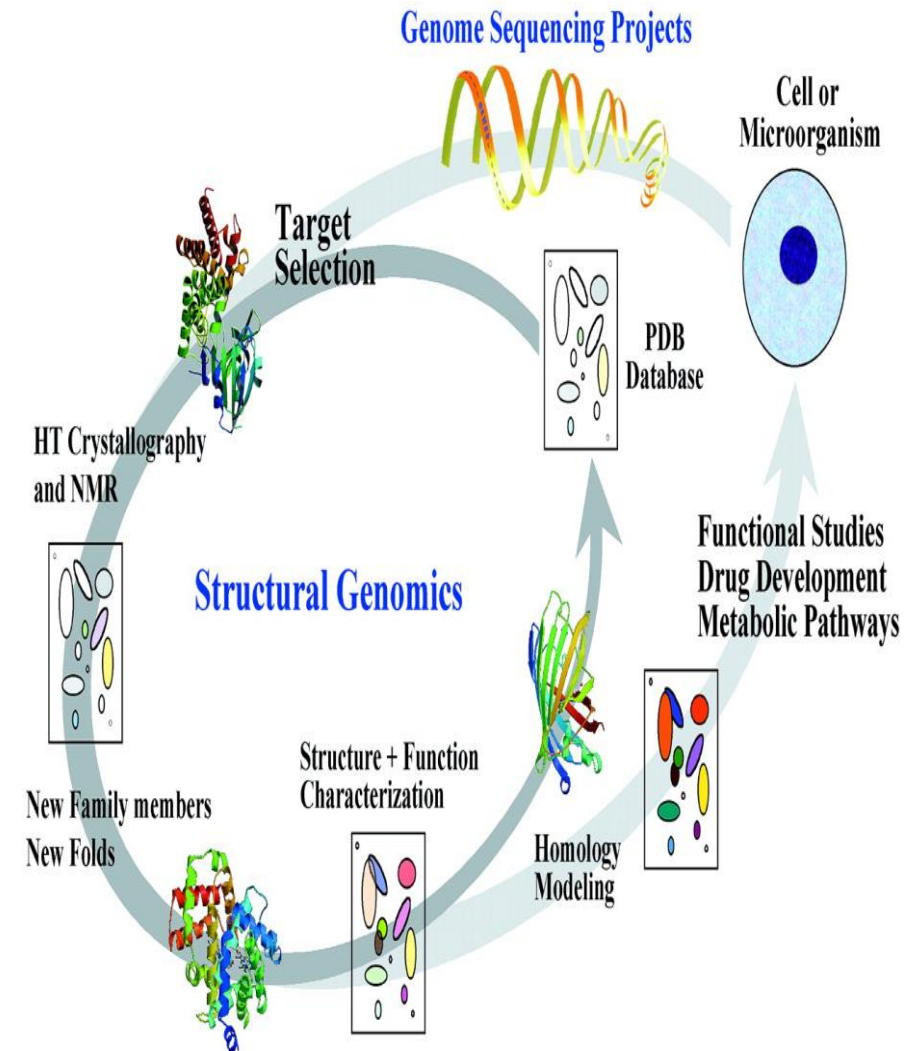 Genome Sequencing Projects
Cell or
Microorganism
Target
Selection
PDB
Database
HT Crystallography
and NMR
Functional Studies
Drug Development
Metabolic Pathways
Structural Genomics
Structure + Function
Characterization
New Family members
New Folds
Homology
Modeling